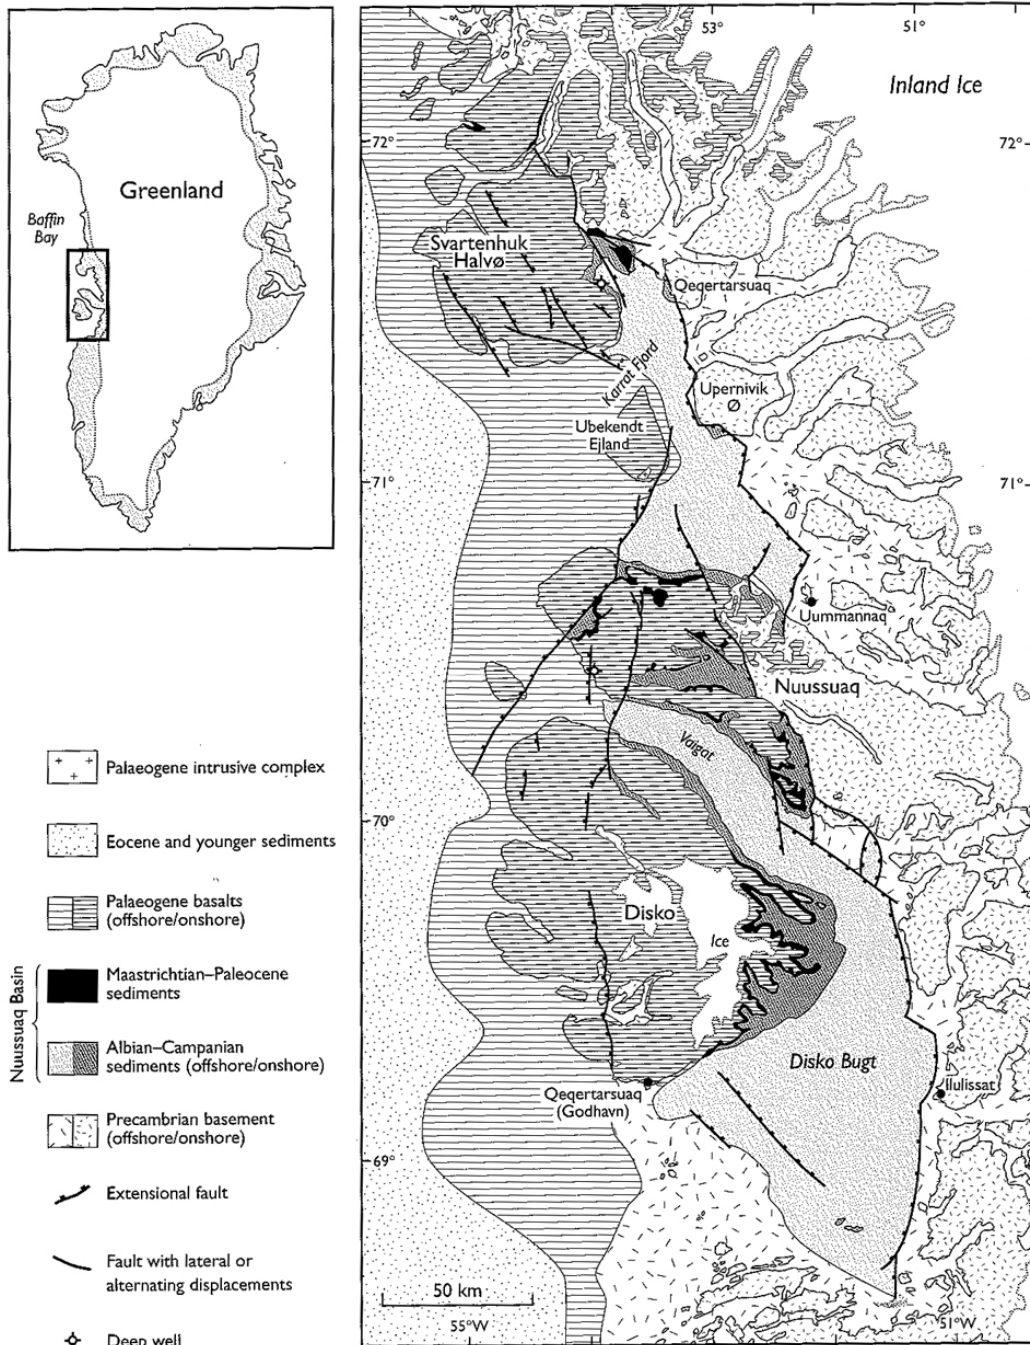 Greenland
Baffin
Bay
53°
51°
Inland Ice
72°
72°
Svartenhuk
Halvø
Qeqertarsuaq
Karrat Fjord
Upernivik
Ø
Ubekendt
Ejland
71°
71°
Uummannaq
Nuussuaq
Vaigat
70°
70°
Disko
Ice
Disko Bugt
Ilulissat
Qeqertarsuaq
(Godhavn)
69°
69°
50 km
55°W
51°W
Palaeogene intrusive complex
Eocene and younger sediments
Palaeogene basalts
(offshore/onshore)
Nuussuaq Basin
Maastrichtian–Paleocene
sediments
Albian–Campanian
sediments (offshore/onshore)
Precambrian basement
(offshore/onshore)
Extensional fault
Fault with lateral or
alternating displacements
Deep well